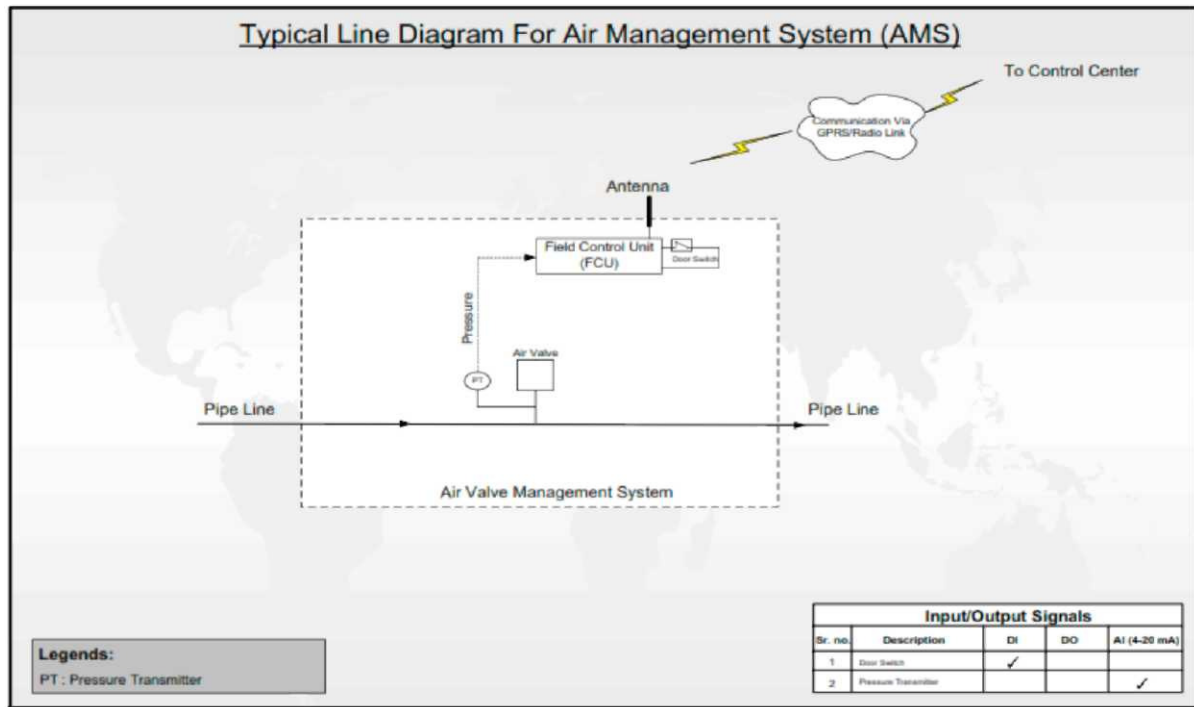 Typical Line Diagram For Air Management System (AMS)
To Control Center
Communication Via
GPRS/Radio Link
Antenna
Field Control Unit
(FCU)
Door Switch
Pressure
Air Valve
PT
Pipe Line
Pipe Line
Air Valve Management System
Input/Output Signals
Sr. no. Description DI DO AI (4-20 mA)
1 Door Switch ✓
2 Pressure Transmitter ✓
Legends:
PT : Pressure Transmitter